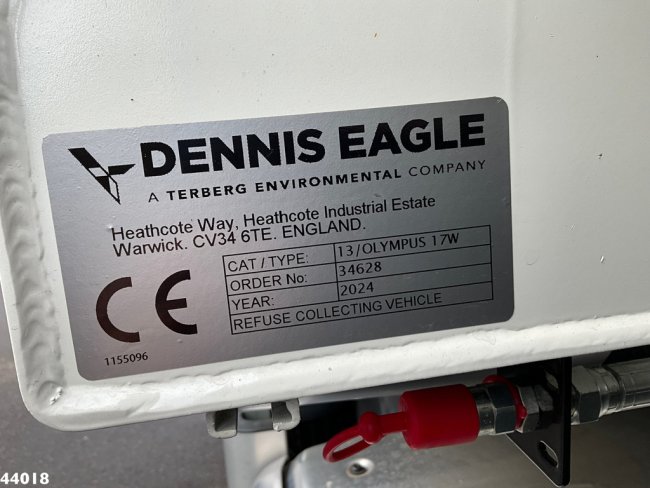 DENNIS EAGLE
A TERBERG ENVIRONMENTAL COMPANY
Heathcote Way, Heathcote Industrial Estate
Warwick. CV34 6TE. ENGLAND.
CAT / TYPE: 13/OLYMPUS 17W
ORDER No: 34628
YEAR: 2024
REFUSE COLLECTING VEHICLE
CE
1155096
44018